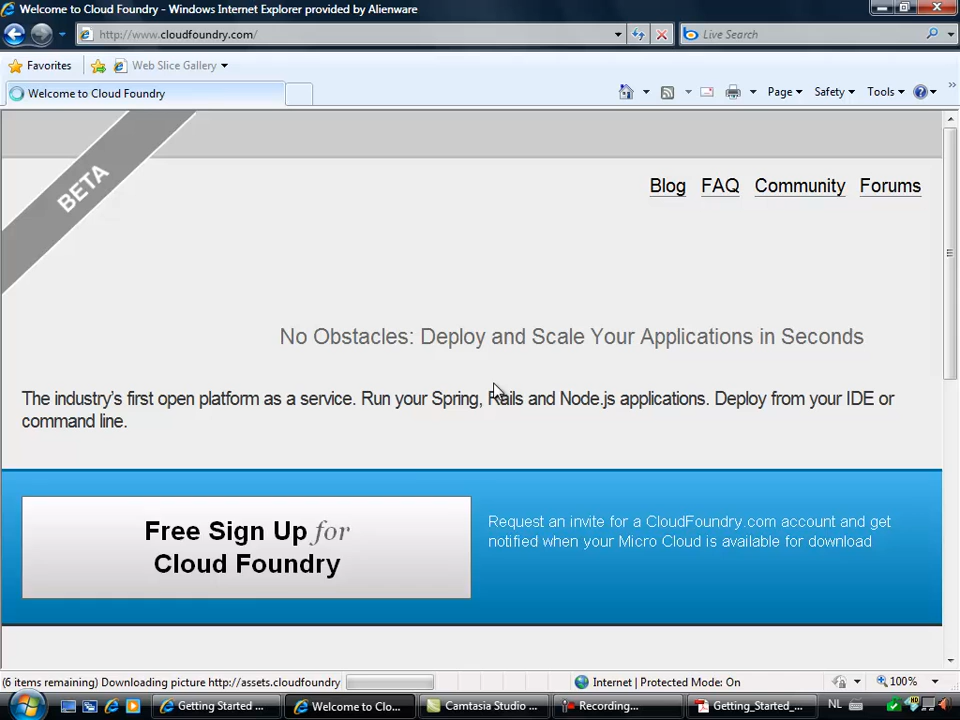 Welcome to Cloud Foundry - Windows Internet Explorer provided by Alienware
http://www.cloudfoundry.com/
Live Search
Favorites
Web Slice Gallery
Welcome to Cloud Foundry
Page
Safety
Tools
»
BETA
Blog FAQ Community Forums
No Obstacles: Deploy and Scale Your Applications in Seconds
The industry's first open platform as a service. Run your Spring, Rails and Node.js applications. Deploy from your IDE or
command line.
Free Sign Up for
Cloud Foundry
Request an invite for a CloudFoundry.com account and get
notified when your Micro Cloud is available for download
(6 items remaining) Downloading picture http://assets.cloudfoundry
Internet | Protected Mode: On
100%
Getting Started ...
Welcome to Clo...
Camtasia Studio ...
Recording...
Getting_Started_...
NL